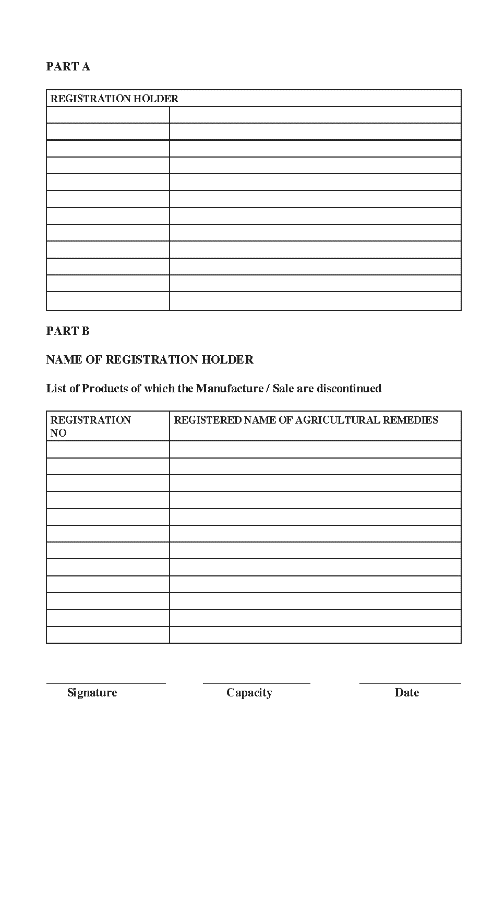 PART A
REGISTRATION HOLDER
PART B
NAME OF REGISTRATION HOLDER
List of Products of which the Manufacture / Sale are discontinued
REGISTRATION NO
REGISTERED NAME OF AGRICULTURAL REMEDIES
Signature
Capacity
Date